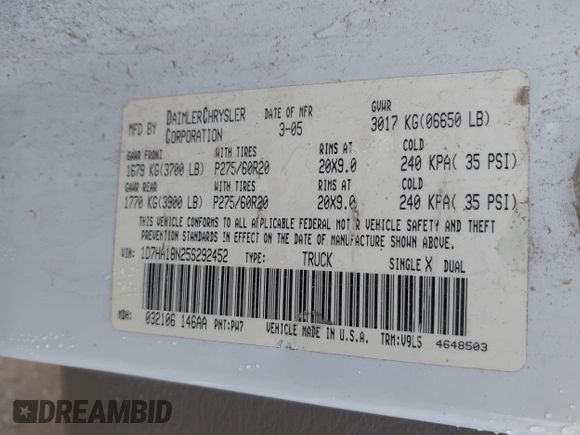 MFD BY DAIMLERCHRYSLER CORPORATION DATE OF MFR 3-05 GVWR 3017 KG(06650 LB)
GAWR FRONT WITH TIRES RIMS AT COLD
1679 KG(3700 LB) P275/60R20 20X9.0 240 KPA( 35 PSI)
GAWR REAR WITH TIRES RIMS AT COLD
1770 KG(3900 LB) P275/60R20 20X9.0 240 KPA( 35 PSI)
THIS VEHICLE CONFORMS TO ALL APPLICABLE FEDERAL MOTOR VEHICLE SAFETY AND THEFT
PREVENTION STANDARDS IN EFFECT ON THE DATE OF MANUFACTURE SHOWN ABOVE.
VIN: 1D7HA18N25S292452 TYPE: TRUCK SINGLE X DUAL
MDH: 032106 146AA PNT:PW7 VEHICLE MADE IN U.S.A. TRM:V9L5 4648503
DREAMBID